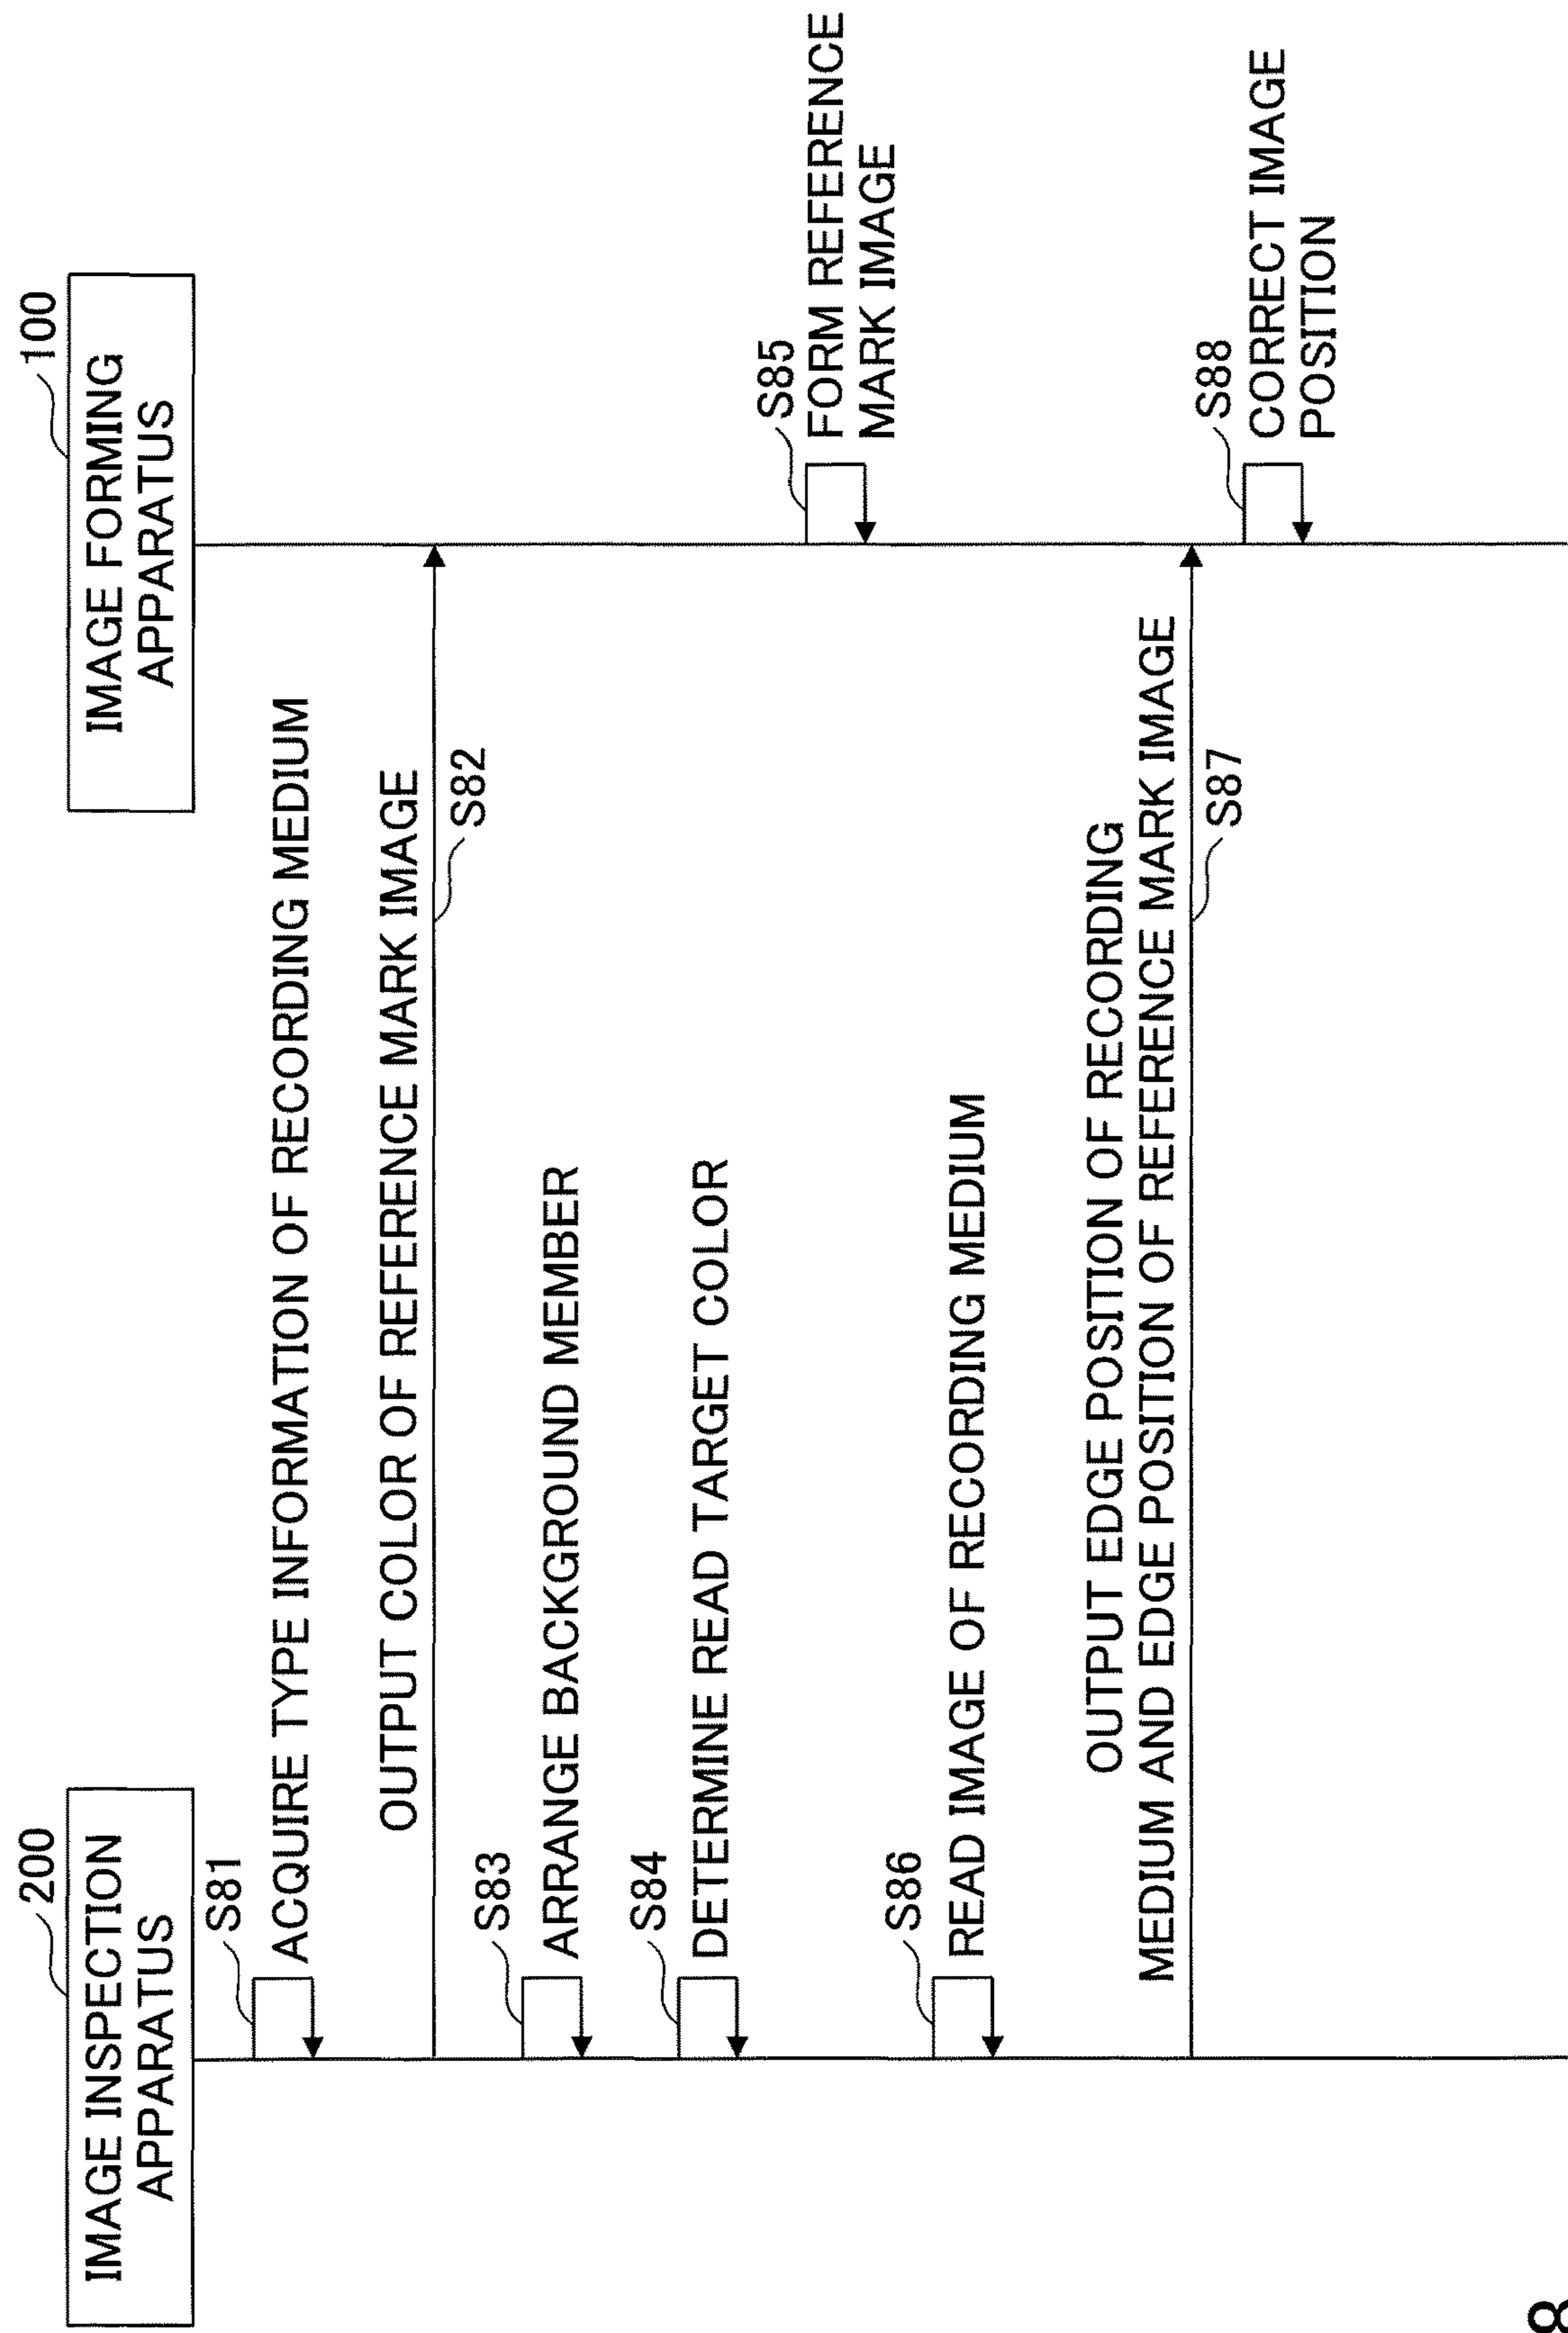 200
IMAGE INSPECTION
APPARATUS
100
IMAGE FORMING
APPARATUS
S81
ACQUIRE TYPE INFORMATION OF RECORDING MEDIUM
OUTPUT COLOR OF REFERENCE MARK IMAGE
S82
S83
ARRANGE BACKGROUND MEMBER
S84
DETERMINE READ TARGET COLOR
S85
FORM REFERENCE
MARK IMAGE
S86
READ IMAGE OF RECORDING MEDIUM
OUTPUT EDGE POSITION OF RECORDING
MEDIUM AND EDGE POSITION OF REFERENCE MARK IMAGE
S87
S88
CORRECT IMAGE
POSITION
8